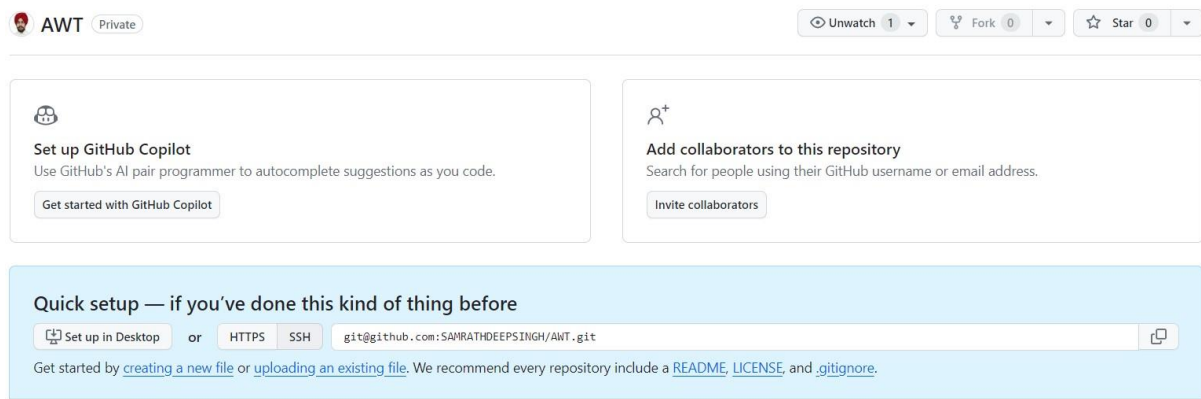 AWT Private
Unwatch 1
Fork 0
Star 0
Set up GitHub Copilot
Use GitHub's AI pair programmer to autocomplete suggestions as you code.
Get started with GitHub Copilot
Add collaborators to this repository
Search for people using their GitHub username or email address.
Invite collaborators
Quick setup — if you've done this kind of thing before
Set up in Desktop or HTTPS SSH git@github.com:SAMRATHDEEPSINGH/AWT.git
Get started by creating a new file or uploading an existing file. We recommend every repository include a README, LICENSE, and .gitignore.